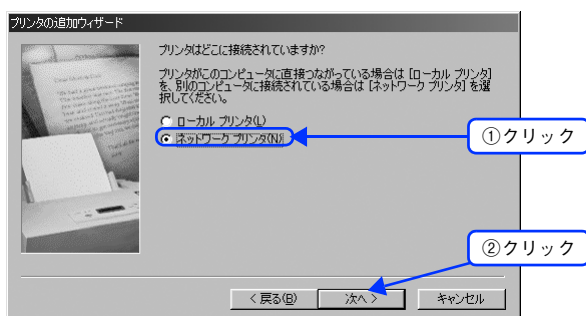 プリンタの追加ウィザード
プリンタはどこに接続されていますか?
プリンタがこのコンピュータに直接つながっている場合は [ローカル プリンタ]
を、別のコンピュータに接続されている場合は [ネットワーク プリンタ] を選
択してください。
ローカル プリンタ(L)
ネットワーク プリンタ(N)
①クリック
②クリック
< 戻る(B)
次へ >
キャンセル